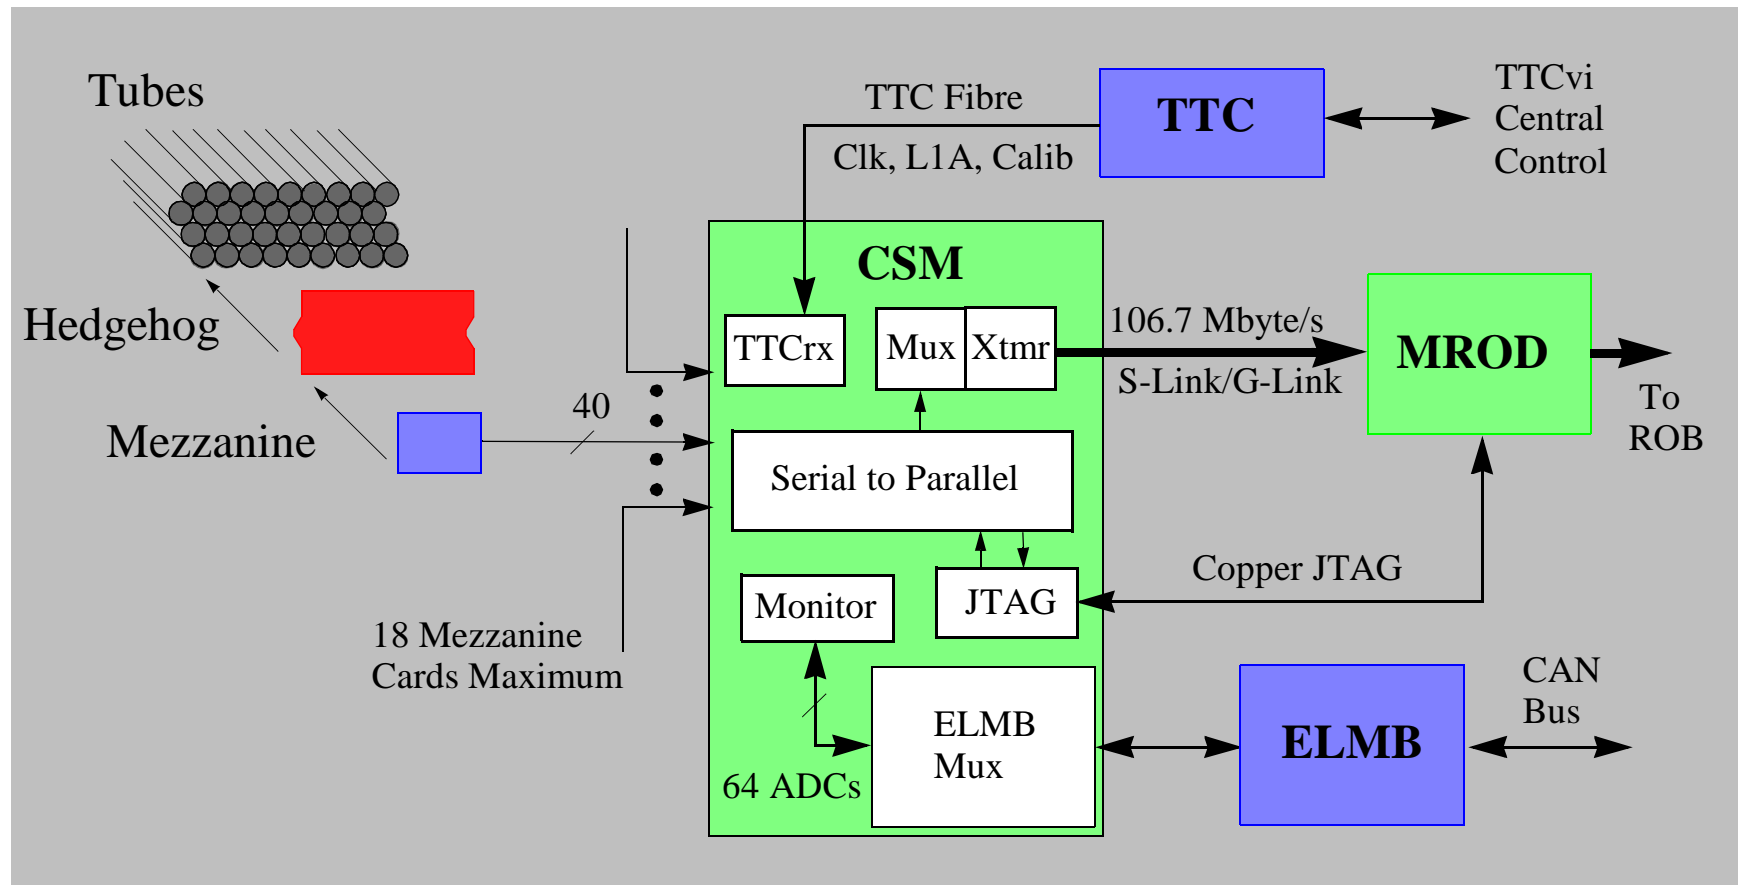 Tubes
TTC Fibre
Clk, L1A, Calib
TTC
TTCvi
Central
Control
Hedgehog
Mezzanine
40
18 Mezzanine
Cards Maximum
CSM
TTCrx
Mux
Xtmr
Serial to Parallel
Monitor
JTAG
64 ADCs
ELMB
Mux
106.7 Mbyte/s
S-Link/G-Link
MROD
To
ROB
Copper JTAG
ELMB
CAN
Bus